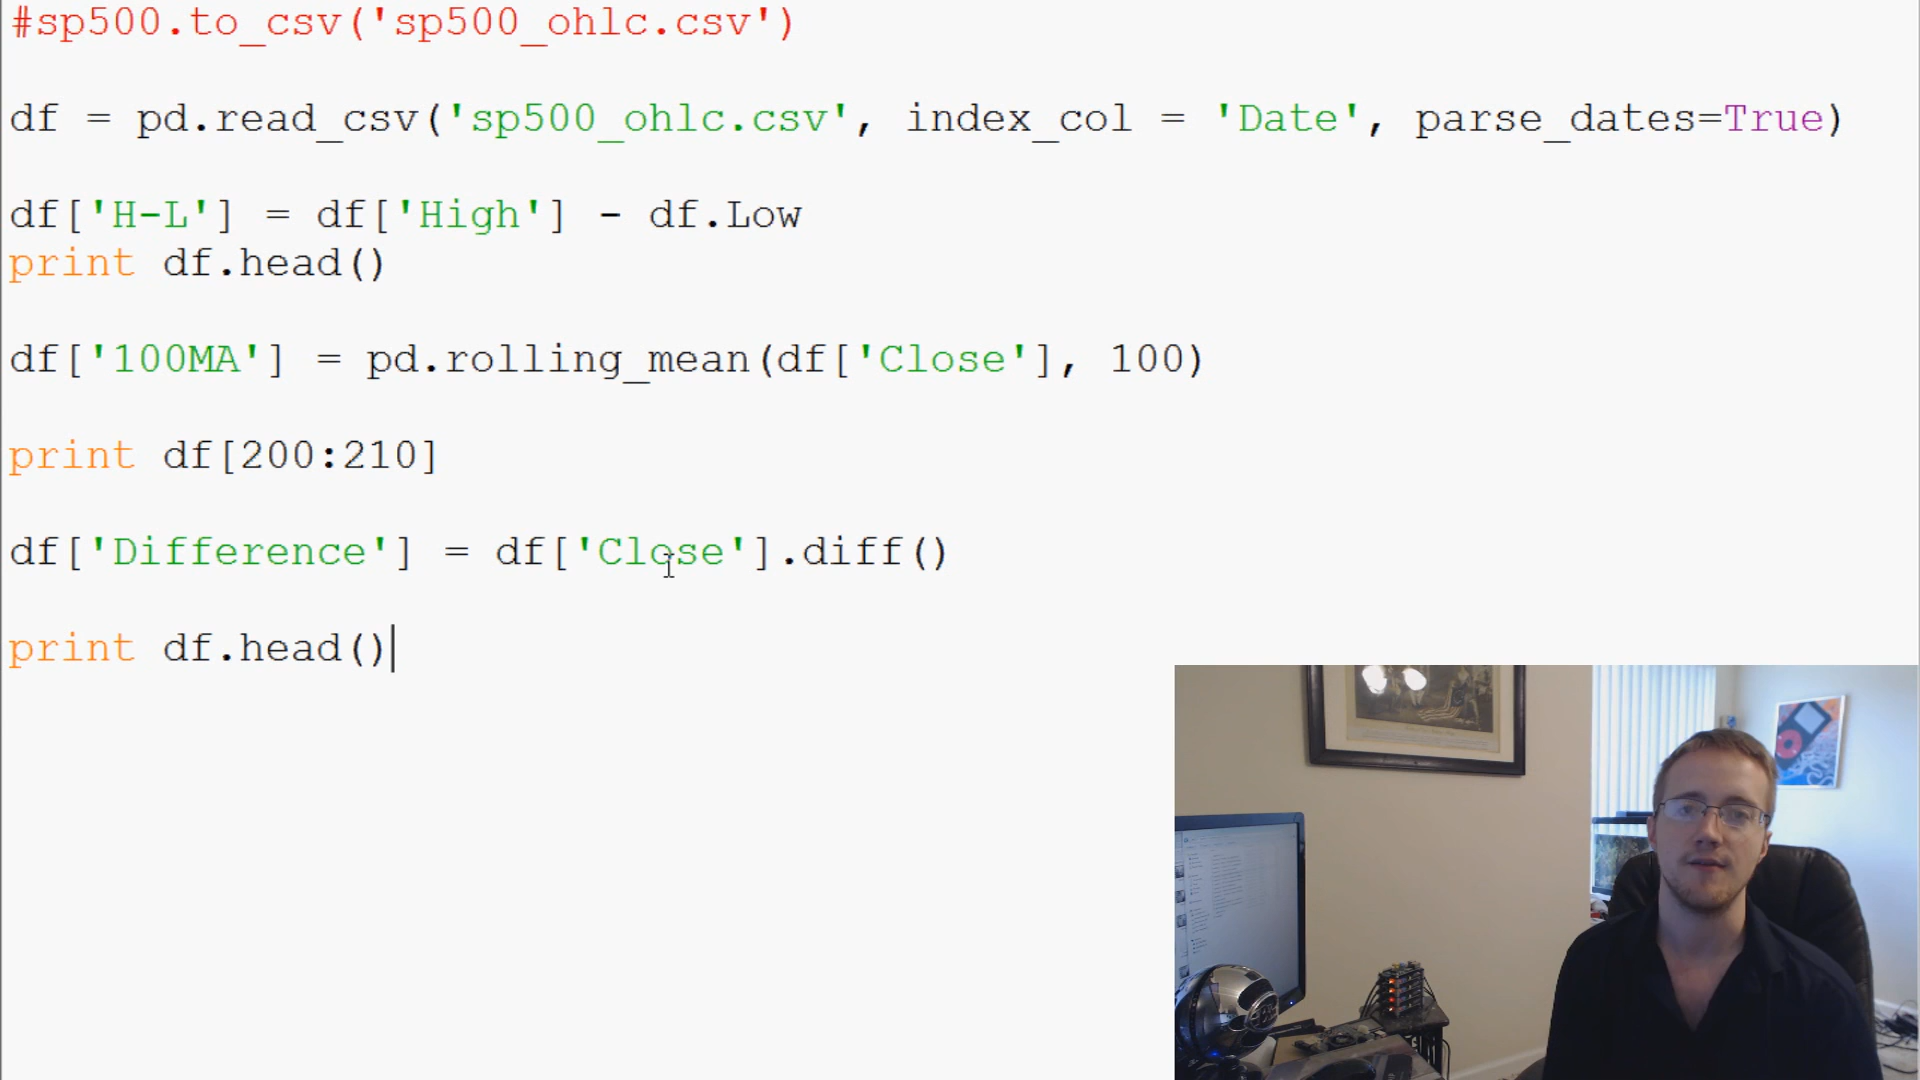 #sp500.to_csv('sp500_ohlc.csv')
df = pd.read_csv('sp500_ohlc.csv', index_col = 'Date', parse_dates=True)
df['H-L'] = df['High'] - df.Low
print df.head()
df['100MA'] = pd.rolling_mean(df['Close'], 100)
print df[200:210]
df['Difference'] = df['Close'].diff()
print df.head()